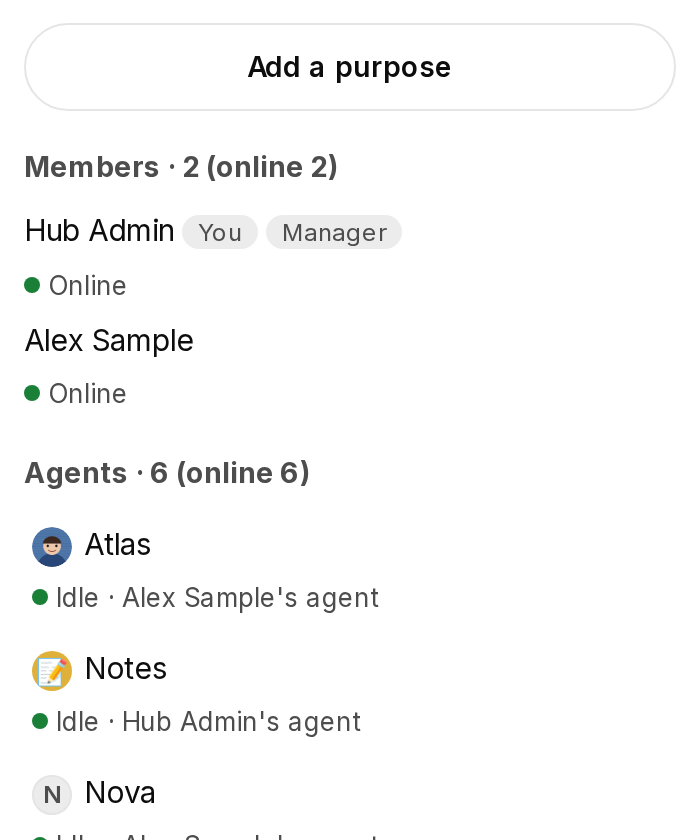 Add a purpose
Members · 2 (online 2)
Hub Admin You Manager
Online
Alex Sample
Online
Agents · 6 (online 6)
Atlas
Idle · Alex Sample's agent
Notes
Idle · Hub Admin's agent
N Nova